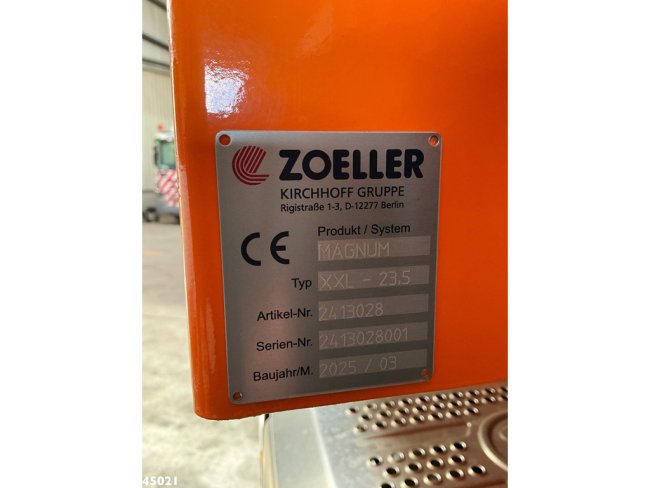 ZOELLER
KIRCHHOFF GRUPPE
Rigistraße 1-3, D-12277 Berlin
CE
Produkt / System
MAGNUM
Typ XXL - 23.5
Artikel-Nr. 2413028
Serien-Nr. 2413028001
Baujahr/M. 2025 / 03
45021